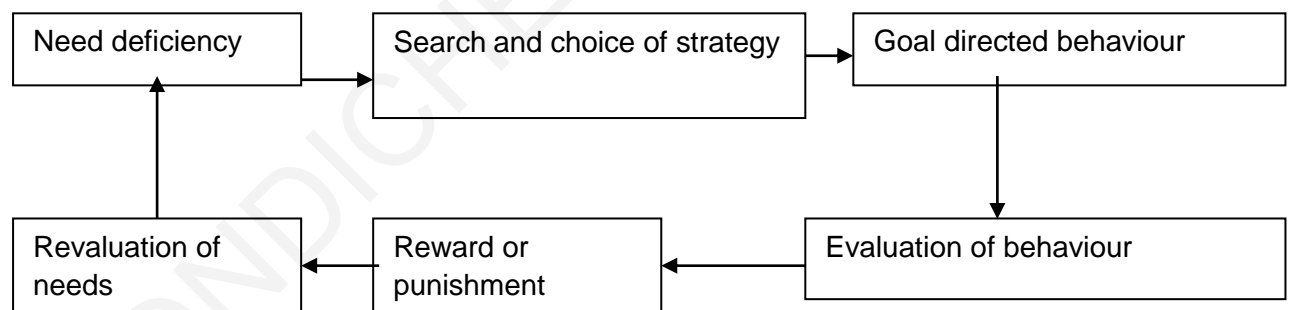 Need deficiency
Search and choice of strategy
Goal directed behaviour
Revaluation of
needs
Reward or
punishment
Evaluation of behaviour